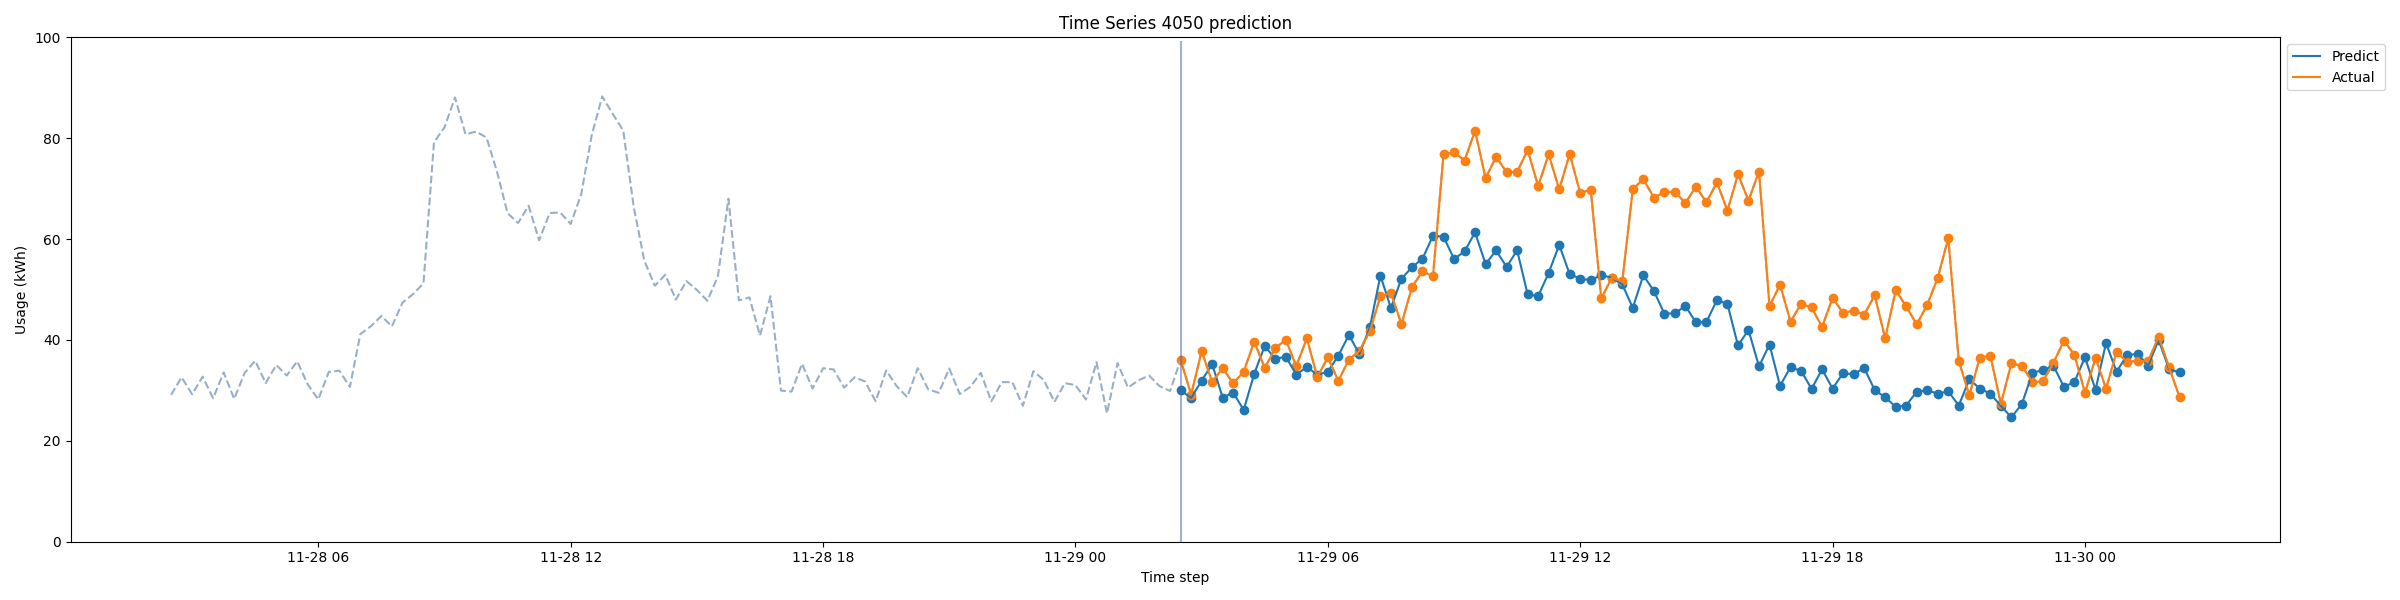 Time Series 4050 prediction
100
80
60
40
20
0
Usage (kWh)
11-28 06
11-28 12
11-28 18
11-29 00
11-29 06
11-29 12
11-29 18
11-30 00
Time step
Predict
Actual